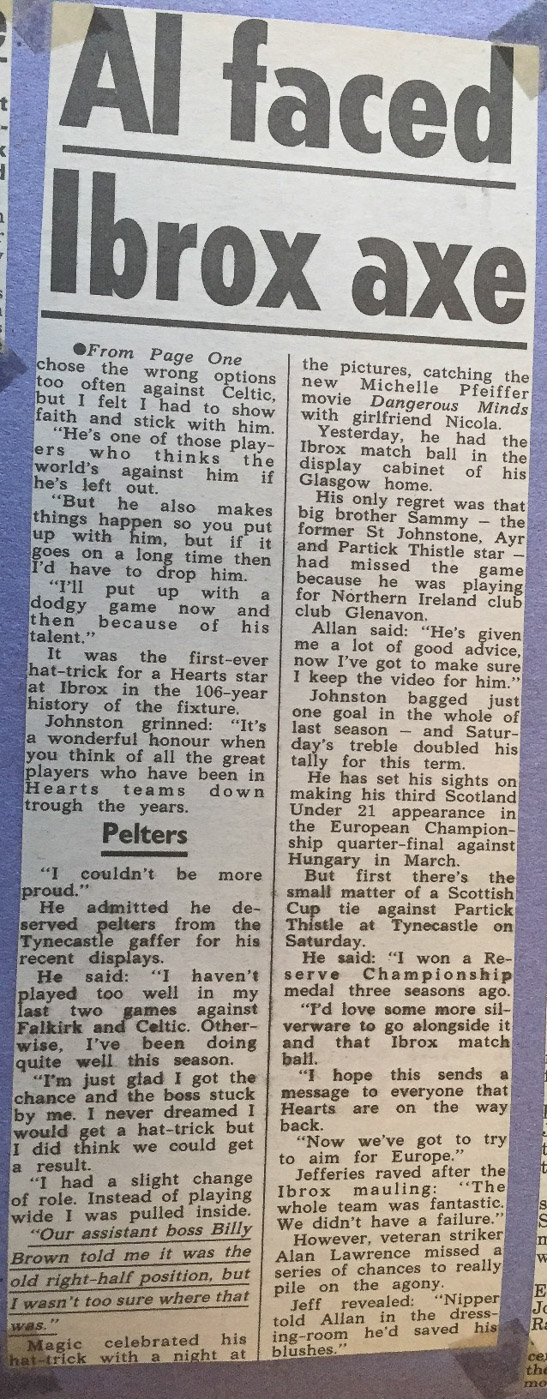 Al faced
Ibrox axe
●From Page One
chose the wrong options
too often against Celtic,
but I felt I had to show
faith and stick with him.
"He's one of those play-
ers who thinks the
world's against him if
he's left out.
"But he also makes
things happen so you put
up with him, but if it
goes on a long time then
I'd have to drop him.
"I'll put up with a
dodgy game now and
then because of his
talent."
It was the first-ever
hat-trick for a Hearts star
at Ibrox in the 106-year
history of the fixture.
Johnston grinned: "It's
a wonderful honour when
you think of all the great
players who have been in
Hearts teams down
trough the years.
Pelters
"I couldn't be more
proud."
He admitted he de-
served pelters from the
Tynecastle gaffer for his
recent displays.
He said: "I haven't
played too well in my
last two games against
Falkirk and Celtic. Other-
wise, I've been doing
quite well this season.
"I'm just glad I got the
chance and the boss stuck
by me. I never dreamed I
would get a hat-trick but
I did think we could get
a result.
"I had a slight change
of role. Instead of playing
wide I was pulled inside.
"Our assistant boss Billy
Brown told me it was the
old right-half position, but
I wasn't too sure where that
was."
Magic celebrated his
hat-trick with a night at
the pictures, catching the
new Michelle Pfeiffer
movie Dangerous Minds
with girlfriend Nicola.
Yesterday, he had the
Ibrox match ball in the
display cabinet of his
Glasgow home.
His only regret was that
big brother Sammy — the
former St Johnstone, Ayr
and Partick Thistle star —
had missed the game
because he was playing
for Northern Ireland club
club Glenavon.
Allan said: "He's given
me a lot of good advice,
now I've got to make sure
I keep the video for him."
Johnston bagged just
one goal in the whole of
last season — and Satur-
day's treble doubled his
tally for this term.
He has set his sights on
making his third Scotland
Under 21 appearance in
the European Champion-
ship quarter-final against
Hungary in March.
But first there's the
small matter of a Scottish
Cup tie against Partick
Thistle at Tynecastle on
Saturday.
He said: "I won a Re-
serve Championship
medal three seasons ago.
"I'd love some more sil-
verware to go alongside it
and that Ibrox match
ball.
"I hope this sends a
message to everyone that
Hearts are on the way
back.
"Now we've got to try
to aim for Europe."
Jefferies raved after the
Ibrox mauling: "The
whole team was fantastic.
We didn't have a failure."
However, veteran striker
Alan Lawrence missed a
series of chances to really
pile on the agony.
Jeff revealed: "Nipper
told Allan in the dress-
ing-room he'd saved his
blushes."